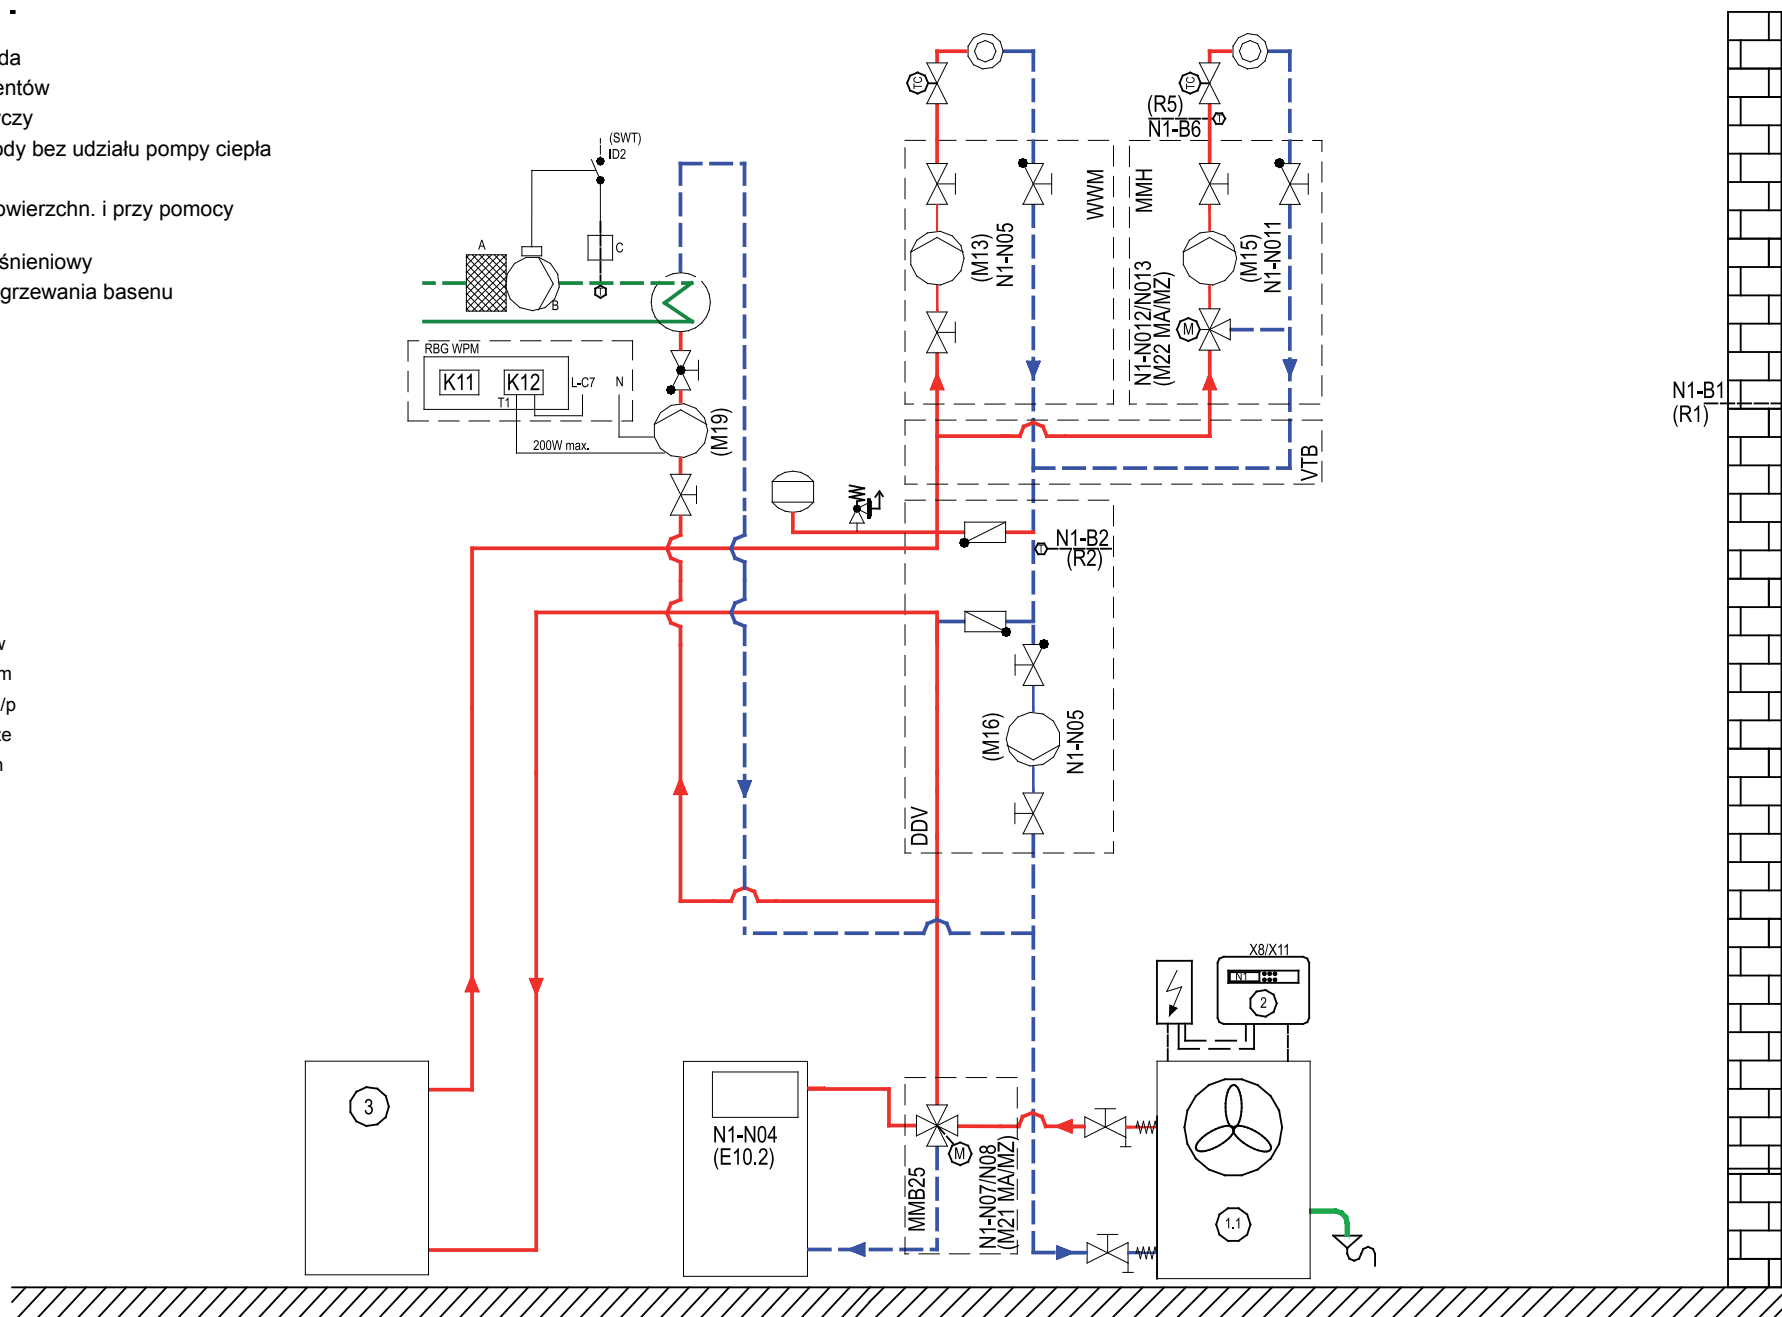 -
da
entów
czy
ody bez udziału pompy ciepła
owierzchn. i przy pomocy
śnieniowy
grzewania basenu
w
m
/p
te
n
(SWT)
ID2
A
B
C
T
RBG WPM
K11
K12
L-C7
N
T1
200W max.
(M19)
TC
TC
(R5)
N1-B6
T
WWM
MMH
(M13)
N1-N05
(M15)
N1-N011
N1-N012/N013
(M22 MA/MZ)
M
VTB
N1-B1
(R1)
T
N1-B2
(R2)
(M16)
N1-N05
DDV
X8/X11
N1
2
3
N1-N04
(E10.2)
M
MMB25
N1-N07/N08
(M21 MA/MZ)
1.1